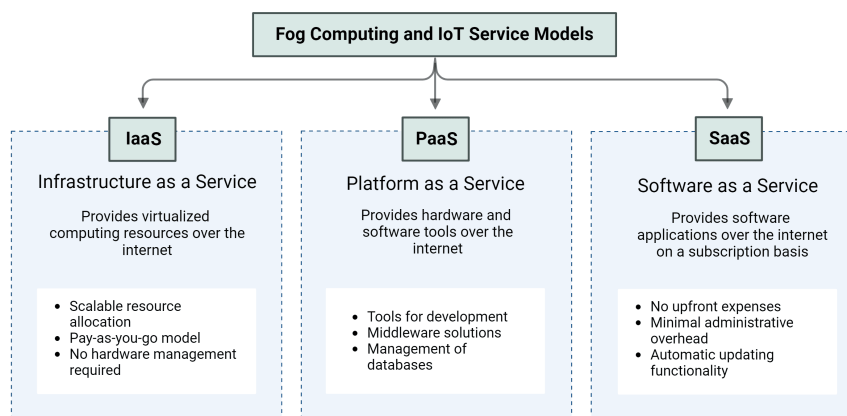 Fog Computing and IoT Service Models
IaaS
Infrastructure as a Service
Provides virtualized
computing resources over the
internet
• Scalable resource
allocation
• Pay-as-you-go model
• No hardware management
required
PaaS
Platform as a Service
Provides hardware and
software tools over the
internet
• Tools for development
• Middleware solutions
• Management of
databases
SaaS
Software as a Service
Provides software
applications over the internet
on a subscription basis
• No upfront expenses
• Minimal administrative
overhead
• Automatic updating
functionality